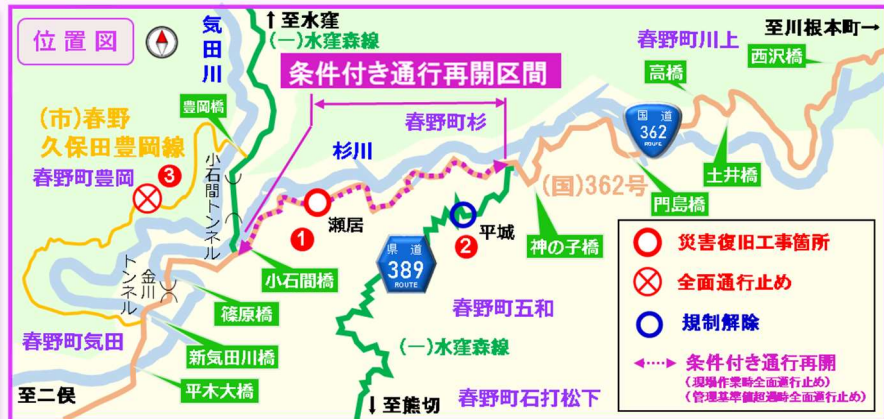 位置図
気田川
↑至水窪
(一)水窪森線
条件付き通行再開区間
春野町川上
至川根本町→
西沢橋
高橋
豊岡橋
(市)春野
久保田豊岡線
春野町豊岡
3
小石間トンネル
杉川
春野町杉
国道
362
ROUTE
土井橋
(国)362号
門島橋
1
瀬居
2
平城
神の子橋
小石間橋
県道
389
ROUTE
金川
トンネル
篠原橋
春野町五和
春野町気田
新気田川橋
(一)水窪森線
平木大橋
至二俣
↓至熊切
春野町石打松下
災害復旧工事箇所
全面通行止め
規制解除
条件付き通行再開
(現場作業時全面通行止め)
(管理基準値超過時全面通行止め)